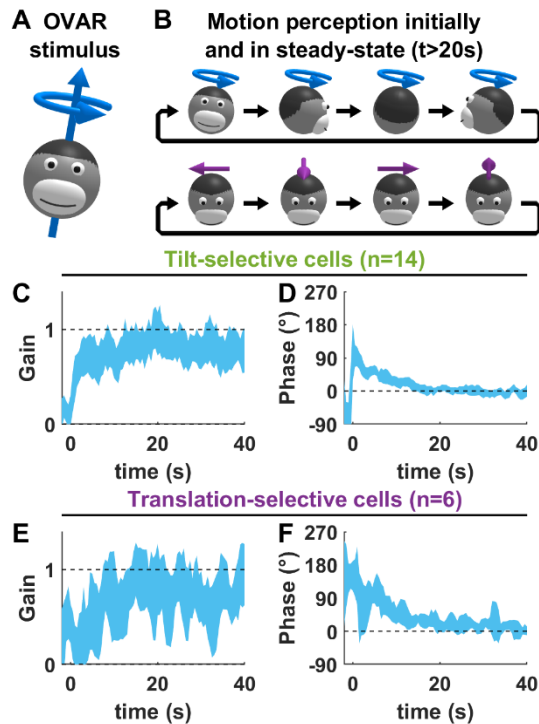 A OVAR
stimulus
B Motion perception initially
and in steady-state (t>20s)
Tilt-selective cells (n=14)
C
Gain
1
0
0 20 40
time (s)
D
Phase (°)
270
180
90
0
-90
0 20 40
time (s)
Translation-selective cells (n=6)
E
Gain
1
0
0 20 40
time (s)
F
Phase (°)
270
180
90
0
-90
0 20 40
time (s)